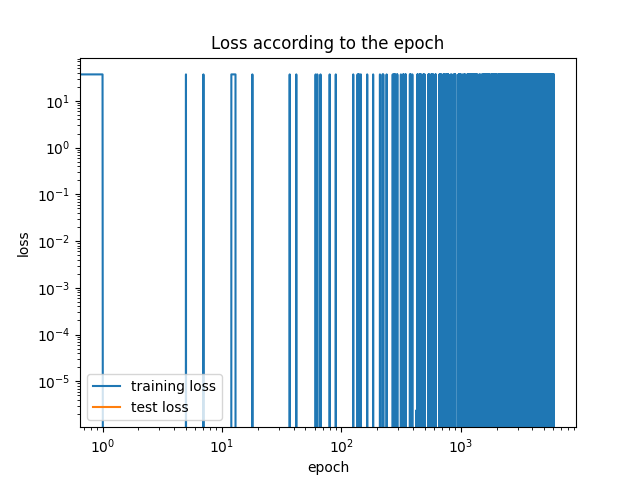 Loss according to the epoch
loss
10¹
10⁰
10⁻¹
10⁻²
10⁻³
10⁻⁴
10⁻⁵
training loss
test loss
10⁰ 10¹ 10² 10³
epoch